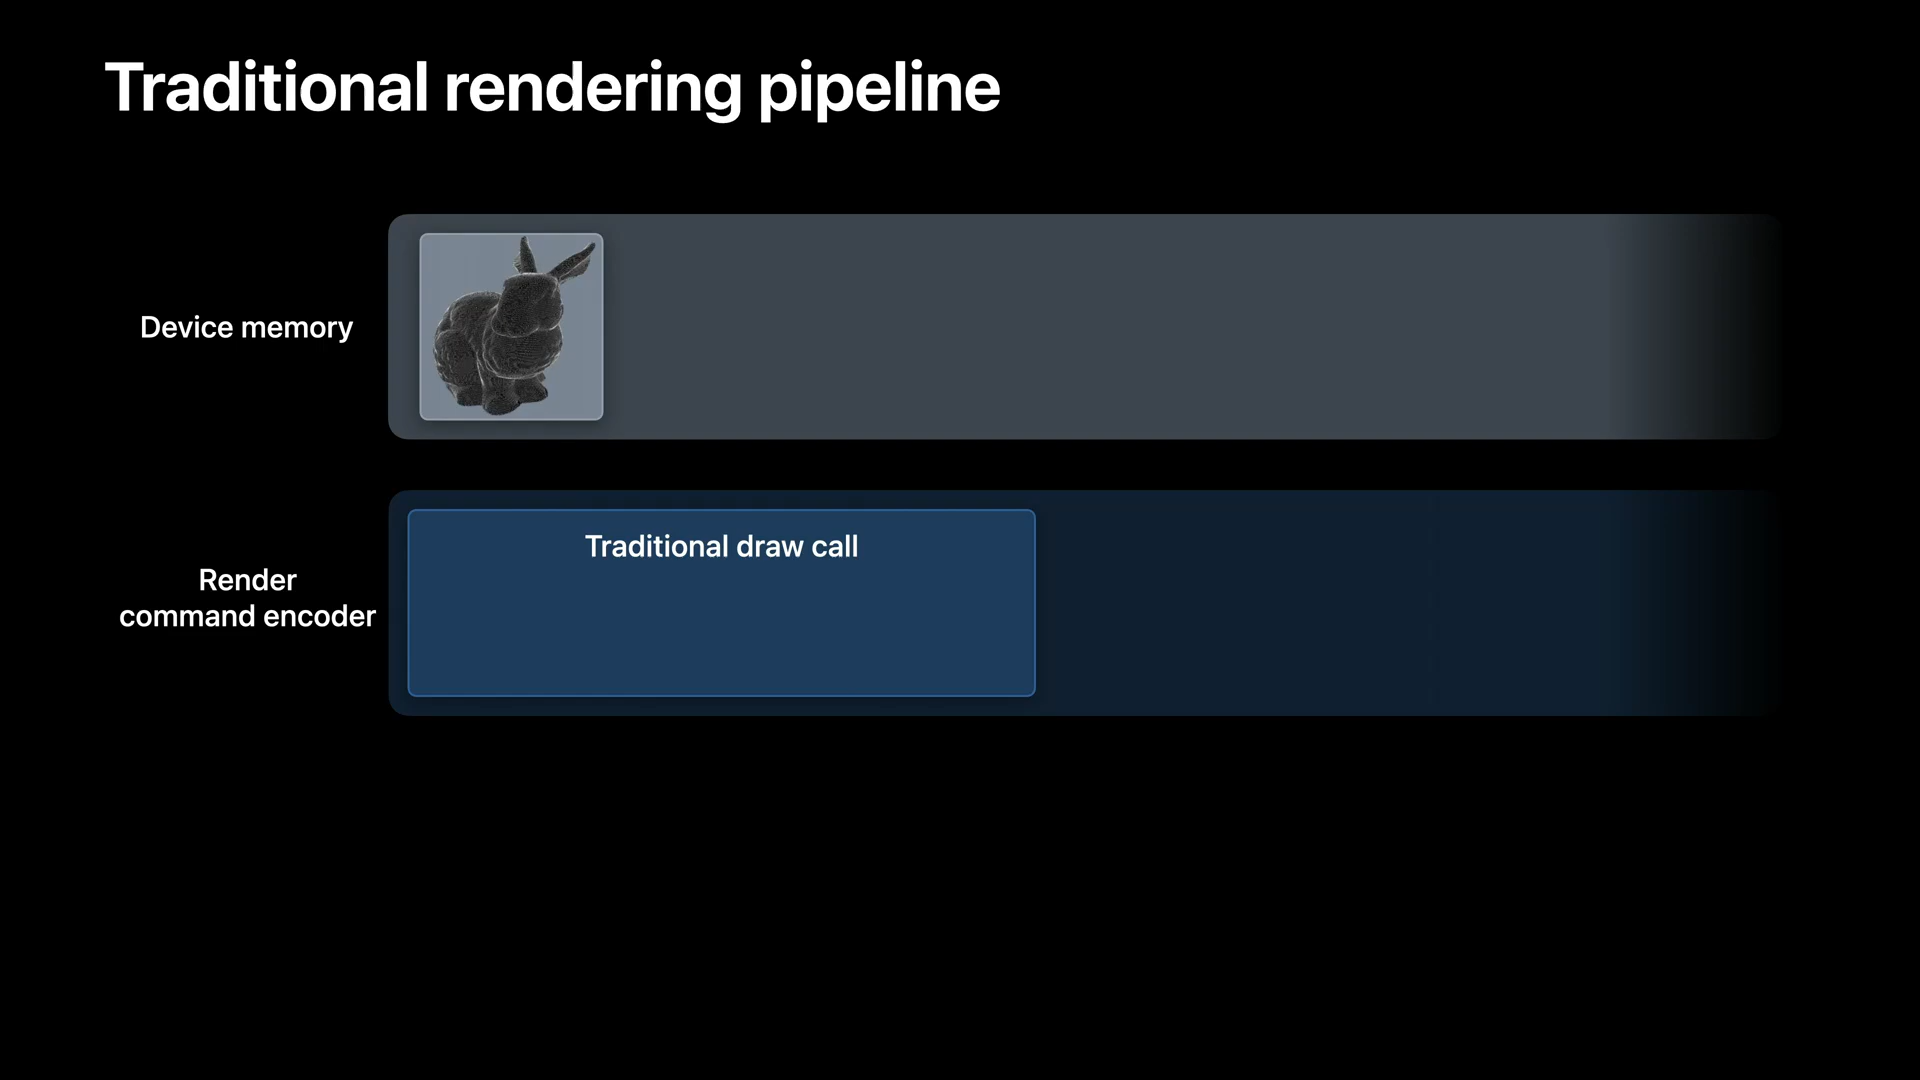 Traditional rendering pipeline
Device memory
Traditional draw call
Render
command encoder